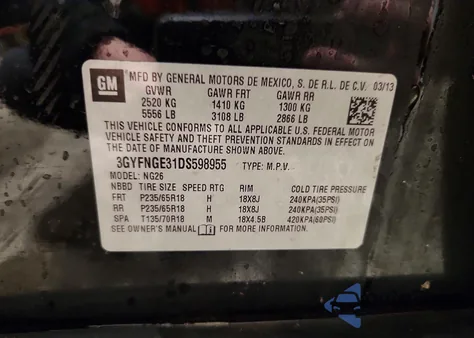 GM
MFD BY GENERAL MOTORS DE MEXICO, S. DE R.L. DE C.V. 03/13
GVWR GAWR FRT GAWR RR
2520 KG 1410 KG 1300 KG
5556 LB 3108 LB 2866 LB
THIS VEHICLE CONFORMS TO ALL APPLICABLE U.S. FEDERAL MOTOR
VEHICLE SAFETY AND THEFT PREVENTION STANDARDS IN EFFECT ON
THE DATE OF MANUFACTURE SHOWN ABOVE.
3GYFNGE31DS598955 TYPE: M.P.V.
MODEL: NG26
NBBD TIRE SIZE SPEED RTG RIM COLD TIRE PRESSURE
FRT P235/65R18 H 18X8J 240KPA(35PSI)
RR P235/65R18 H 18X8J 240KPA(35PSI)
SPA T135/70R18 M 18X4.5B 420KPA(60PSI)
SEE OWNER'S MANUAL FOR MORE INFORMATION.